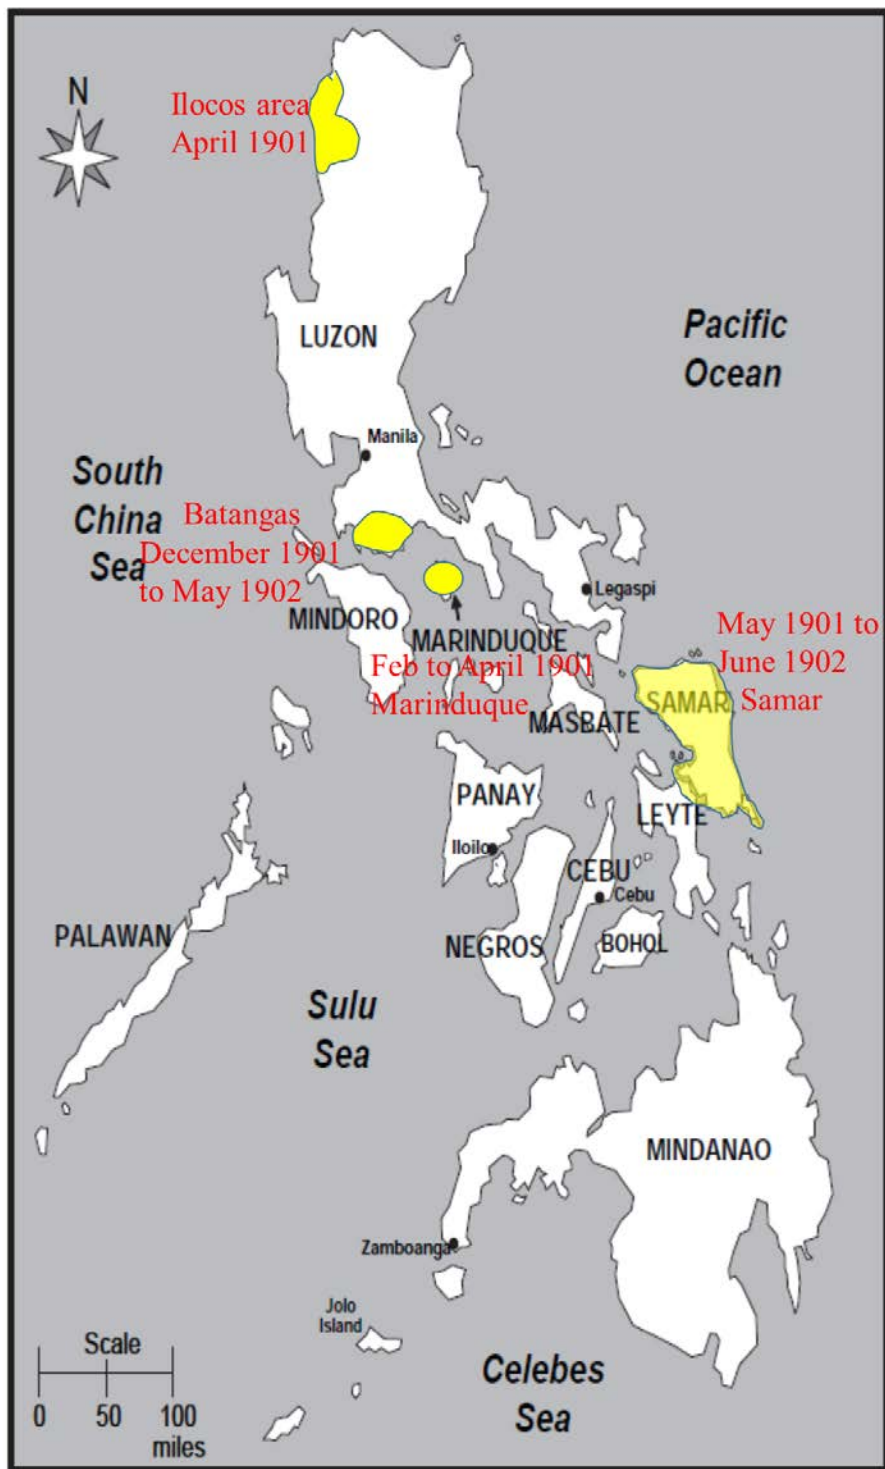 N
Ilocos area
April 1901
LUZON
Pacific
Ocean
Manila
South
China
Sea
Batangas
December 1901
to May 1902
Legaspi
MINDORO
MARINDUQUE
Feb to April 1901
Marinduque
May 1901 to
June 1902
Samar
SAMAR
MASBATE
PANAY
LEYTE
Iloilo
CEBU
Cebu
PALAWAN
NEGROS
BOHOL
Sulu
Sea
MINDANAO
Zamboanga
Jolo
Island
Scale
0 50 100
miles
Celebes
Sea